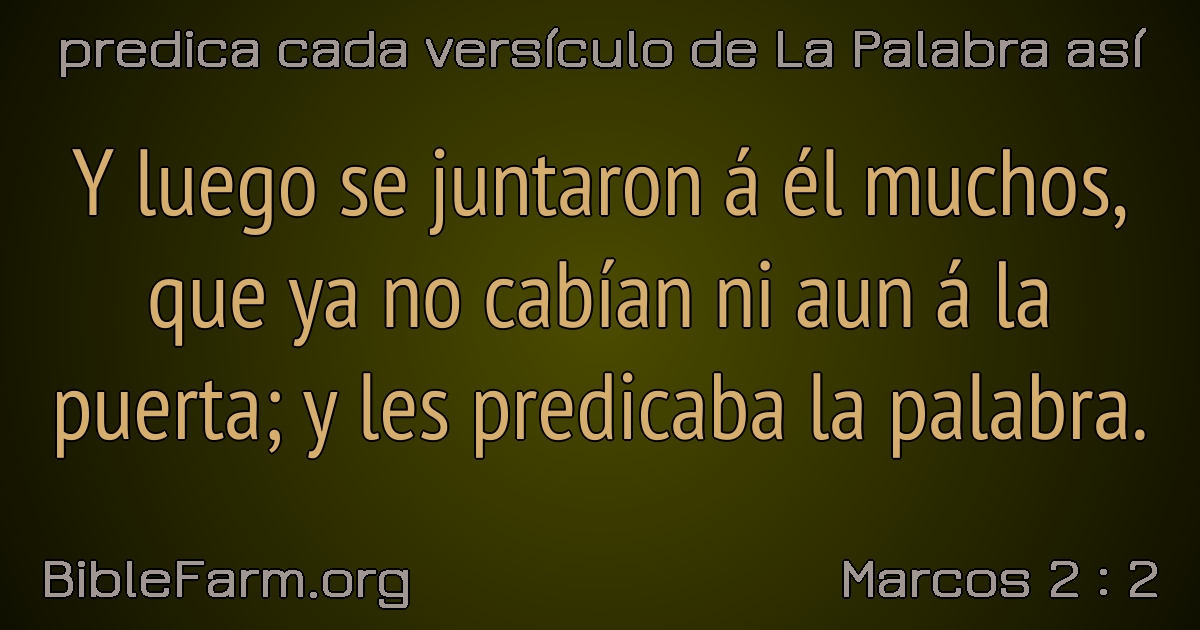 predica cada versículo de La Palabra así
Y luego se juntaron á él muchos,
que ya no cabían ni aun á la
puerta; y les predicaba la palabra.
BibleFarm.org
Marcos 2 : 2